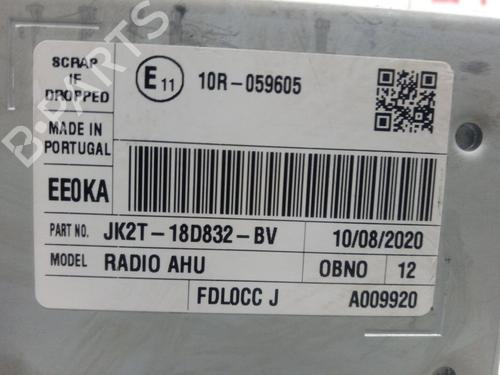 SCRAP
IF
DROPPED
E 11
10R-059605
MADE IN
PORTUGAL
EE0KA
PART NO. JK2T-18D832-BV 10/08/2020
MODEL RADIO AHU OBNO 12
FDL0CC J A009920
B-PARTS